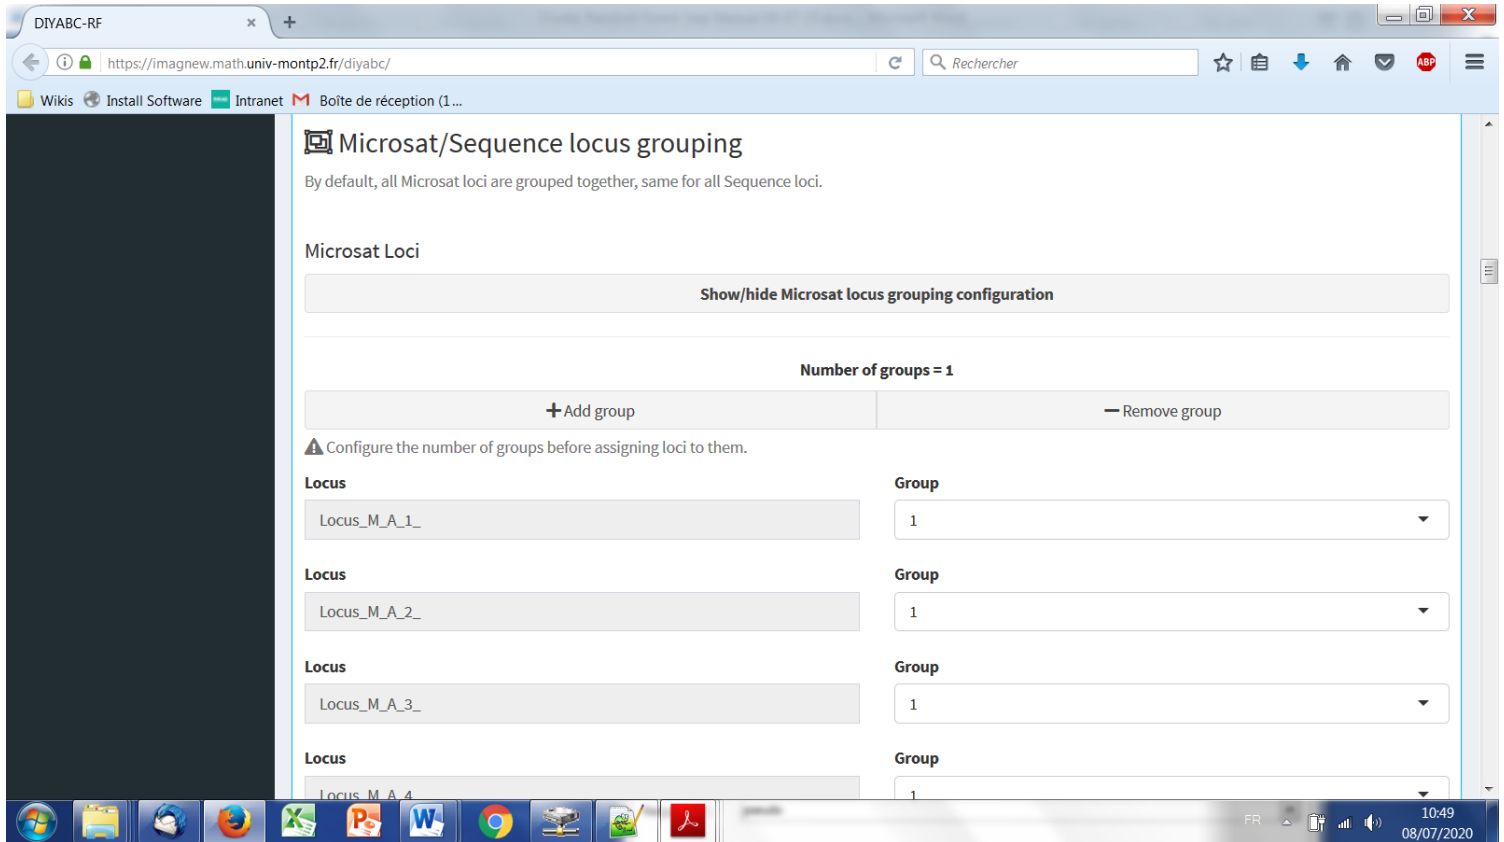 DIYABC-RF
https://imagnew.math.univ-montp2.fr/diyabc/
Rechercher
ABP
Wikis Install Software Intranet Boîte de réception (1 ...
Microsat/Sequence locus grouping
By default, all Microsat loci are grouped together, same for all Sequence loci.
Microsat Loci
Show/hide Microsat locus grouping configuration
Number of groups = 1
Add group Remove group
Configure the number of groups before assigning loci to them.
Locus Group
Locus_M_A_1_ 1
Locus Group
Locus_M_A_2_ 1
Locus Group
Locus_M_A_3_ 1
Locus Group
Locus_M_A_4_ 1
FR
10:49
08/07/2020